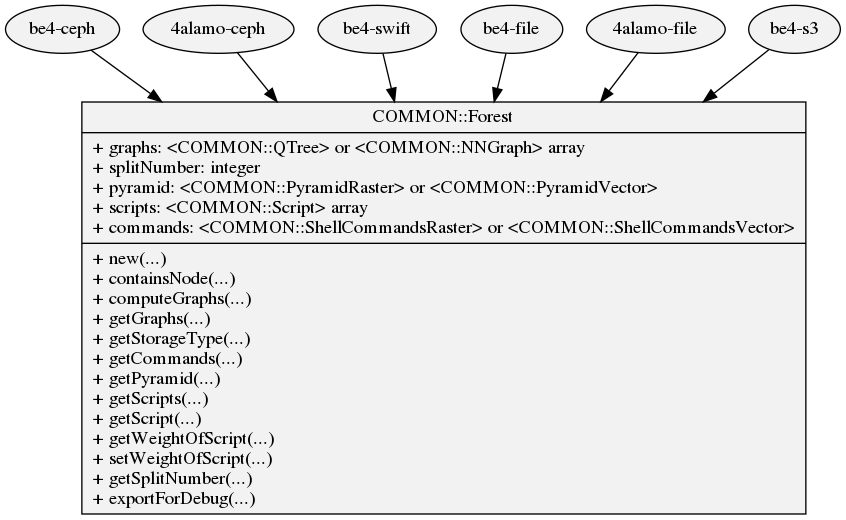 be4-ceph
4alamo-ceph
be4-swift
be4-file
4alamo-file
be4-s3
COMMON::Forest
+ graphs: <COMMON::QTree> or <COMMON::NNGraph> array
+ splitNumber: integer
+ pyramid: <COMMON::PyramidRaster> or <COMMON::PyramidVector>
+ scripts: <COMMON::Script> array
+ commands: <COMMON::ShellCommandsRaster> or <COMMON::ShellCommandsVector>
+ new(...)
+ containsNode(...)
+ computeGraphs(...)
+ getGraphs(...)
+ getStorageType(...)
+ getCommands(...)
+ getPyramid(...)
+ getScripts(...)
+ getScript(...)
+ getWeightOfScript(...)
+ setWeightOfScript(...)
+ getSplitNumber(...)
+ exportForDebug(...)